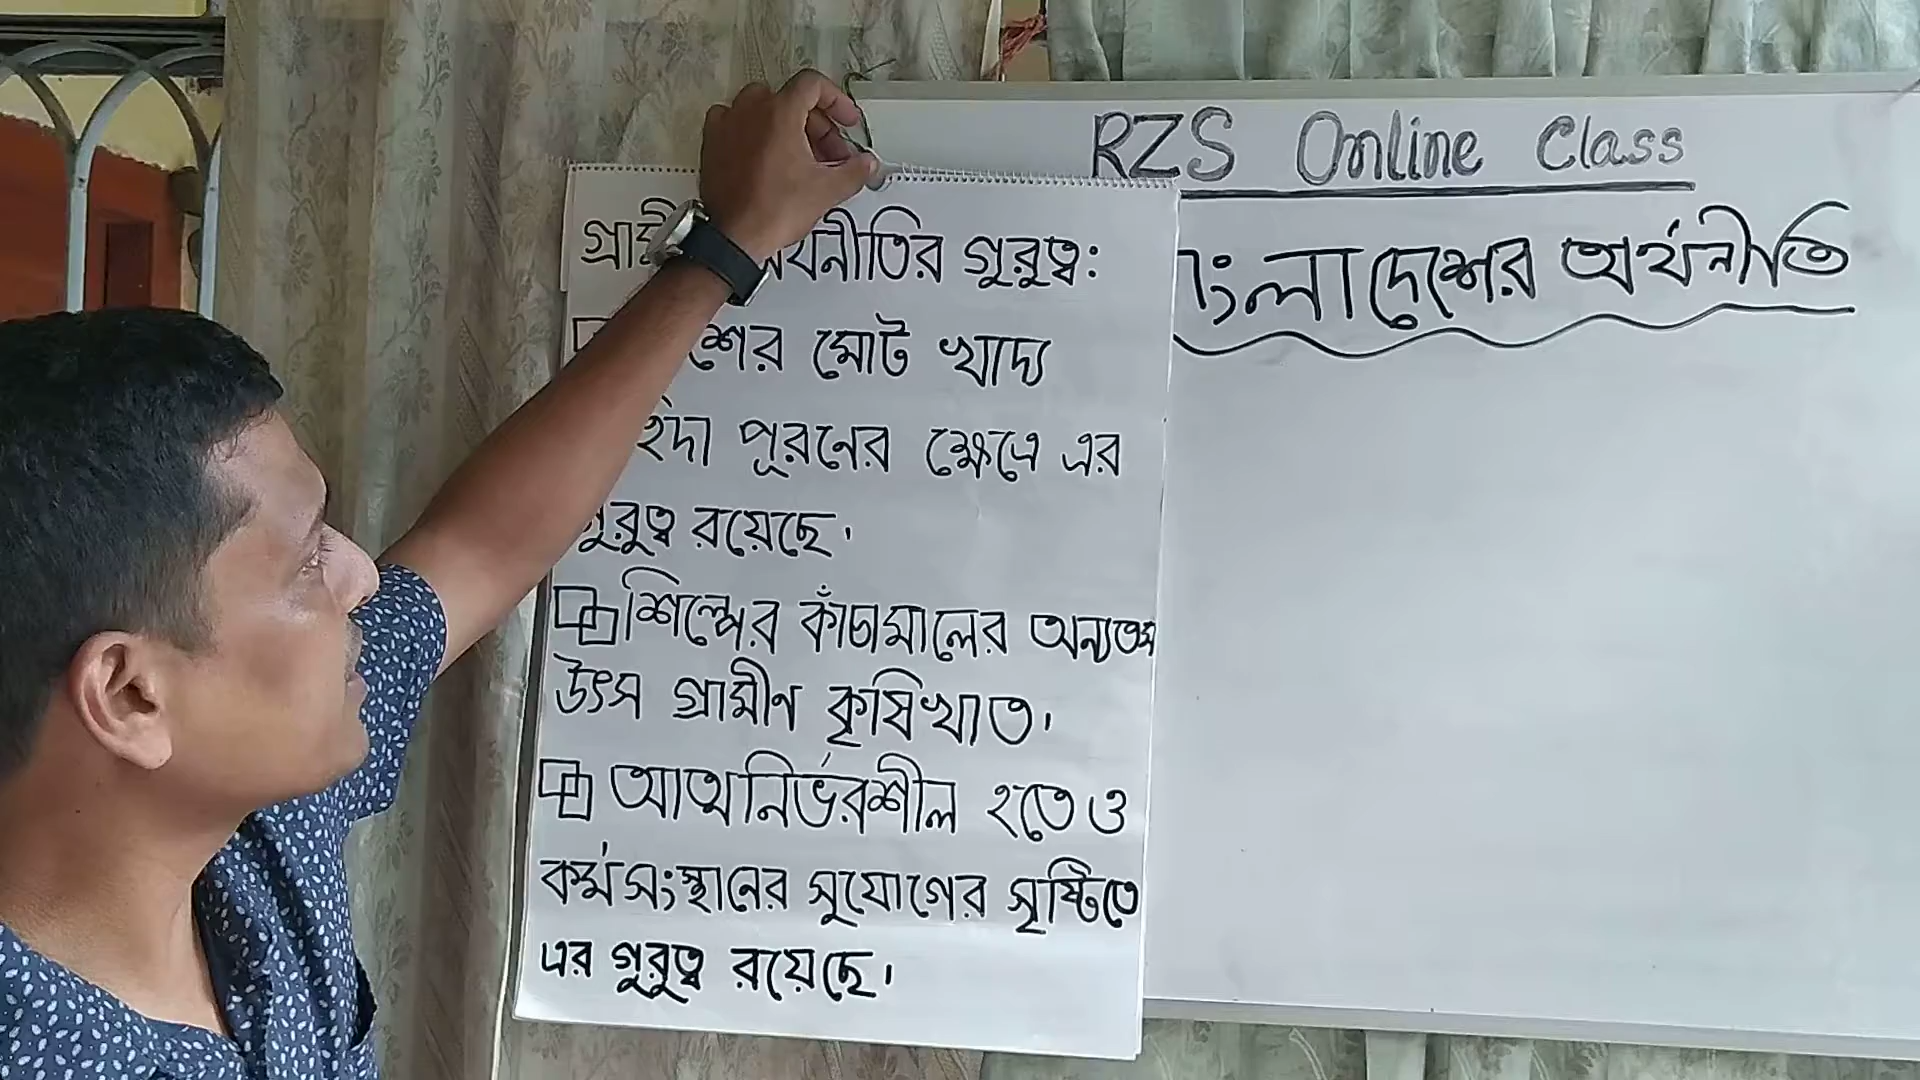 RZS Online Class
বাংলাদেশের অর্থনীতি
অর্থনীতির গুরুত্ব:
মোট খাদ্য
পূরনের ক্ষেত্রে এর
গুরুত্ব রয়েছে।
শিল্পের কাঁচামালের অন্যতম
উৎস গ্রামীণ কৃষিখাত।
আত্মনির্ভরশীল হতে ও
কর্মসংস্থানের সুযোগের সৃষ্টিতে
এর গুরুত্ব রয়েছে।